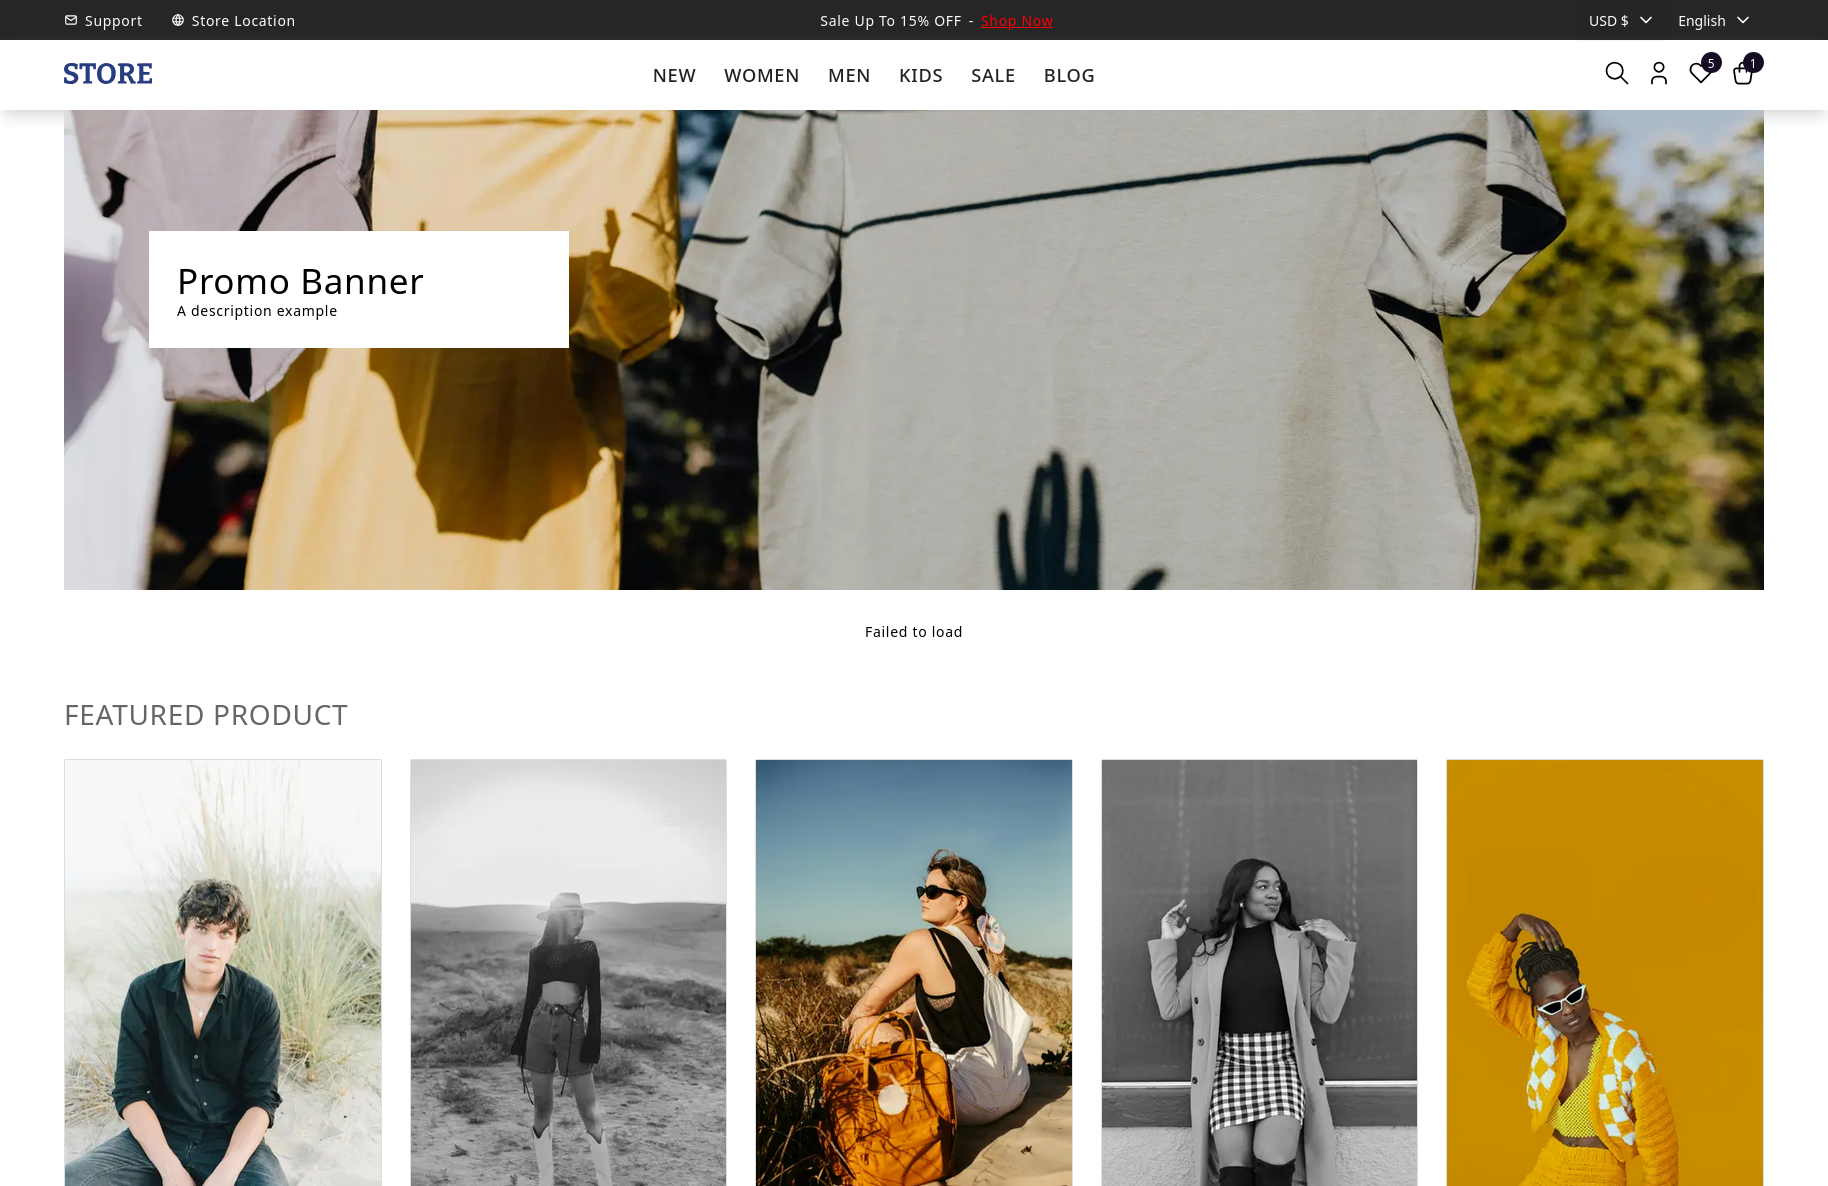 Support
Store Location
Sale Up To 15% OFF - Shop Now
USD $
English
STORE
NEW
WOMEN
MEN
KIDS
SALE
BLOG
5
1
Promo Banner
A description example
Failed to load
FEATURED PRODUCT